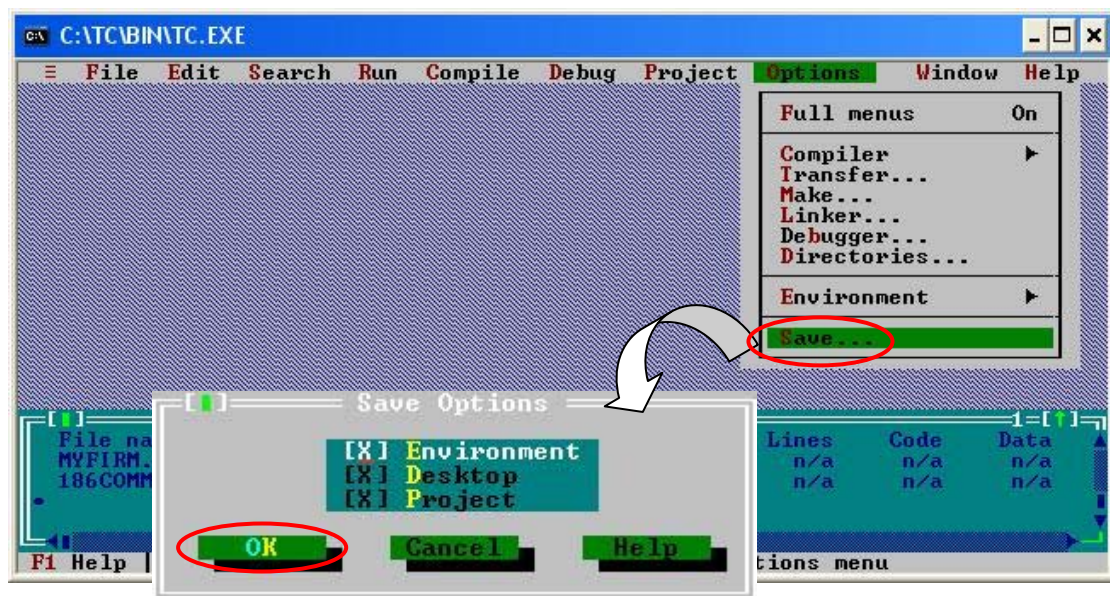 C:\TC\BIN\TC.EXE
≡ File Edit Search Run Compile Debug Project Options Window Help
Full menus On
Compiler
Transfer...
Make...
Linker...
Debugger...
Directories...
Environment
Save...
Save Options
[X] Environment
[X] Desktop
[X] Project
OK Cancel Help
1=[↑]
File na Lines Code Data
MYFIRM. n/a n/a n/a
186COMM n/a n/a n/a
F1 Help | tions menu